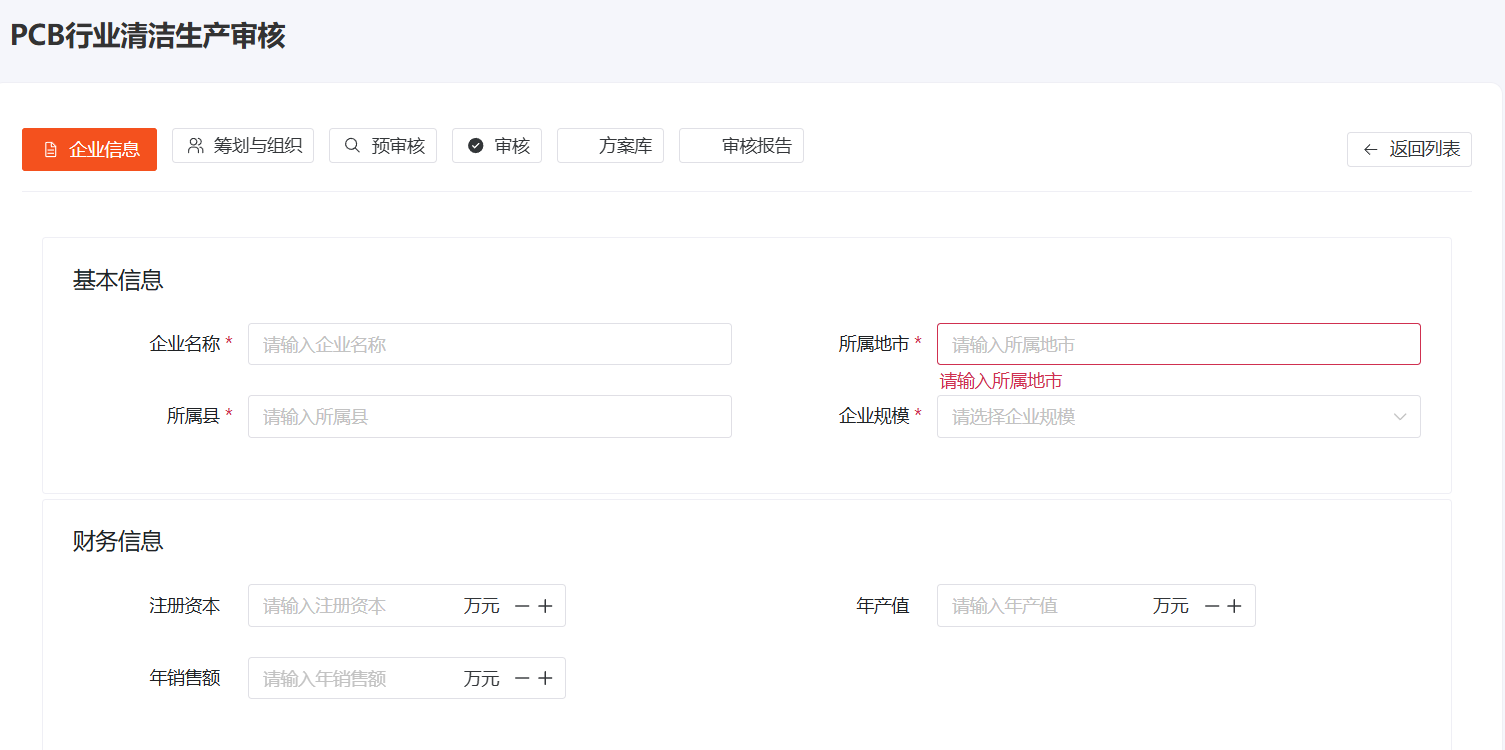 PCB行业清洁生产审核
企业信息 筹划与组织 预审核 审核 方案库 审核报告 返回列表
基本信息
企业名称 * 请输入企业名称 所属地市 * 请输入所属地市
请输入所属地市
所属县 * 请输入所属县 企业规模 * 请选择企业规模
财务信息
注册资本 请输入注册资本 万元 年产值 请输入年产值 万元
年销售额 请输入年销售额 万元